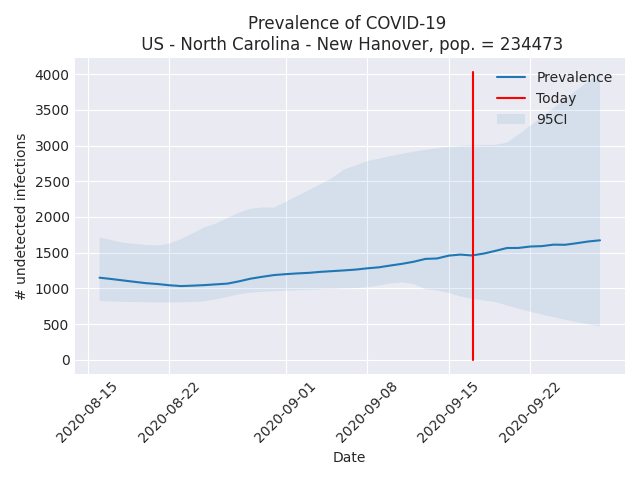 Prevalence of COVID-19
US - North Carolina - New Hanover, pop. = 234473
# undetected infections
4000
3500
3000
2500
2000
1500
1000
500
0
Prevalence
Today
95CI
2020-08-15
2020-08-22
2020-09-01
2020-09-08
2020-09-15
2020-09-22
Date